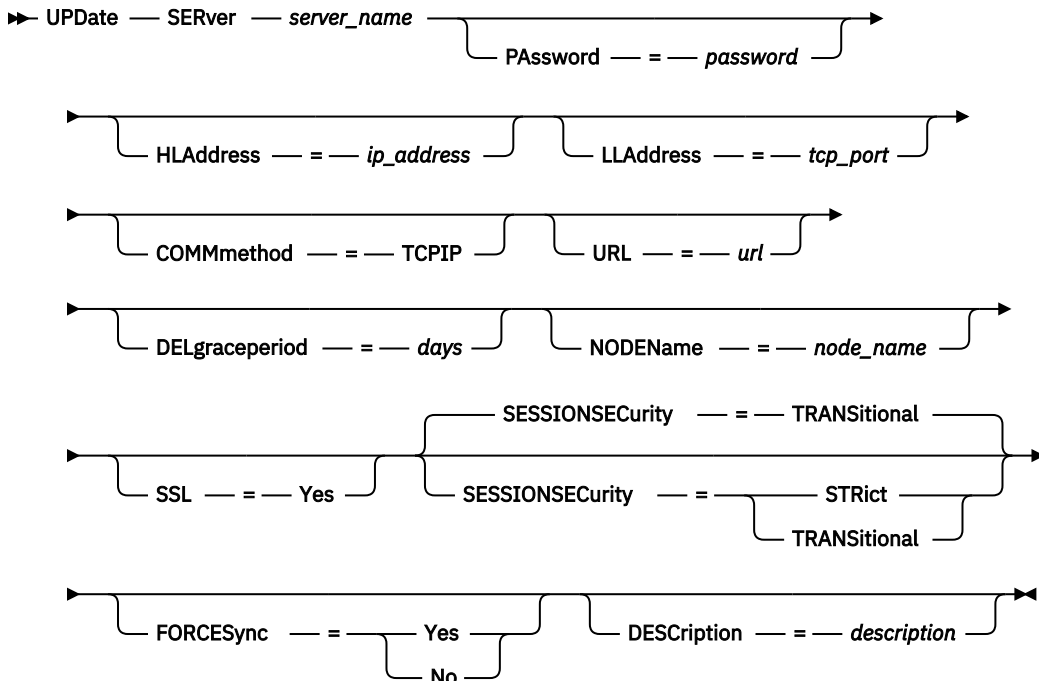 UPDate SERver server_name
PAssword = password
HLAddress = ip_address LLAddress = tcp_port
COMMmethod = TCPIP URL = url
DELgraceperiod = days NODEName = node_name
SESSIONSECurity = TRANSitional
SSL = Yes SESSIONSECurity = STRict
TRANSitional
FORCESync = Yes DESCription = description
No